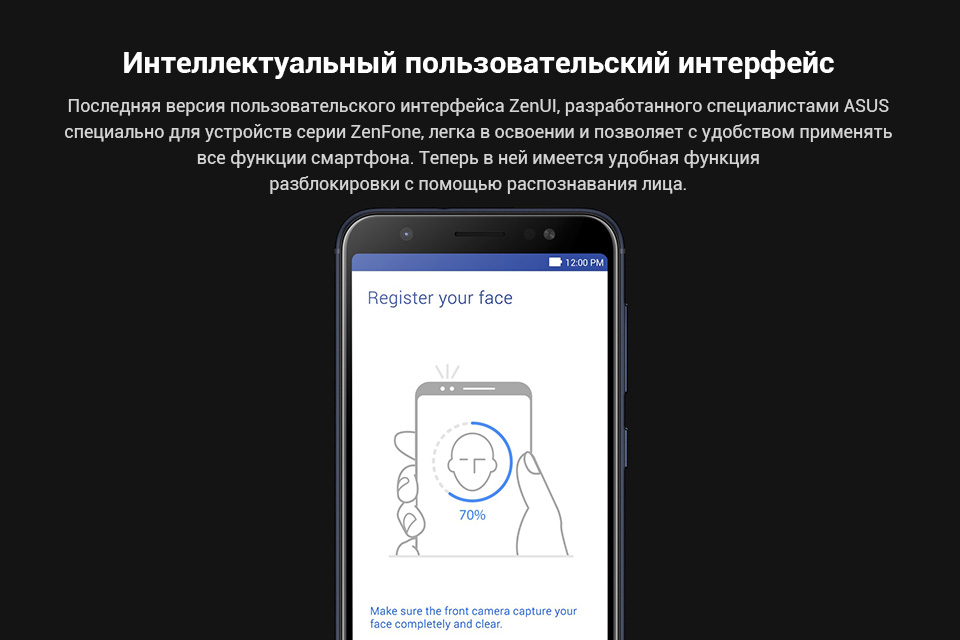 Интеллектуальный пользовательский интерфейс
Последняя версия пользовательского интерфейса ZenUI, разработанного специалистами ASUS
специально для устройств серии ZenFone, легка в освоении и позволяет с удобством применять
все функции смартфона. Теперь в ней имеется удобная функция
разблокировки с помощью распознавания лица.
12:00 PM
Register your face
70%
Make sure the front camera capture your
face completely and clear.